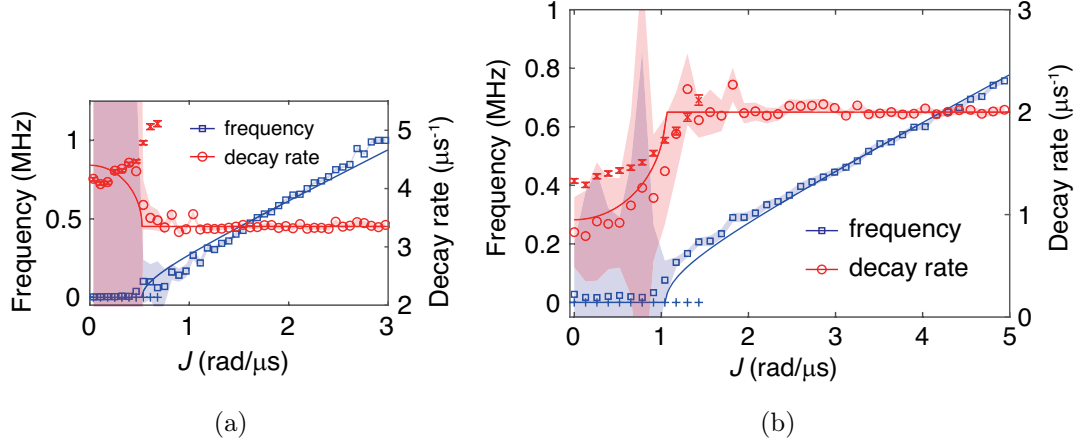 Frequency (MHz)
1
0.5
0
frequency
decay rate
5
4
3
2
Decay rate (μs⁻¹)
0 1 2 3
J (rad/μs)
(a)
Frequency (MHz)
1
0.8
0.6
0.4
0.2
0
frequency
decay rate
3
2
1
0
Decay rate (μs⁻¹)
0 1 2 3 4 5
J (rad/μs)
(b)